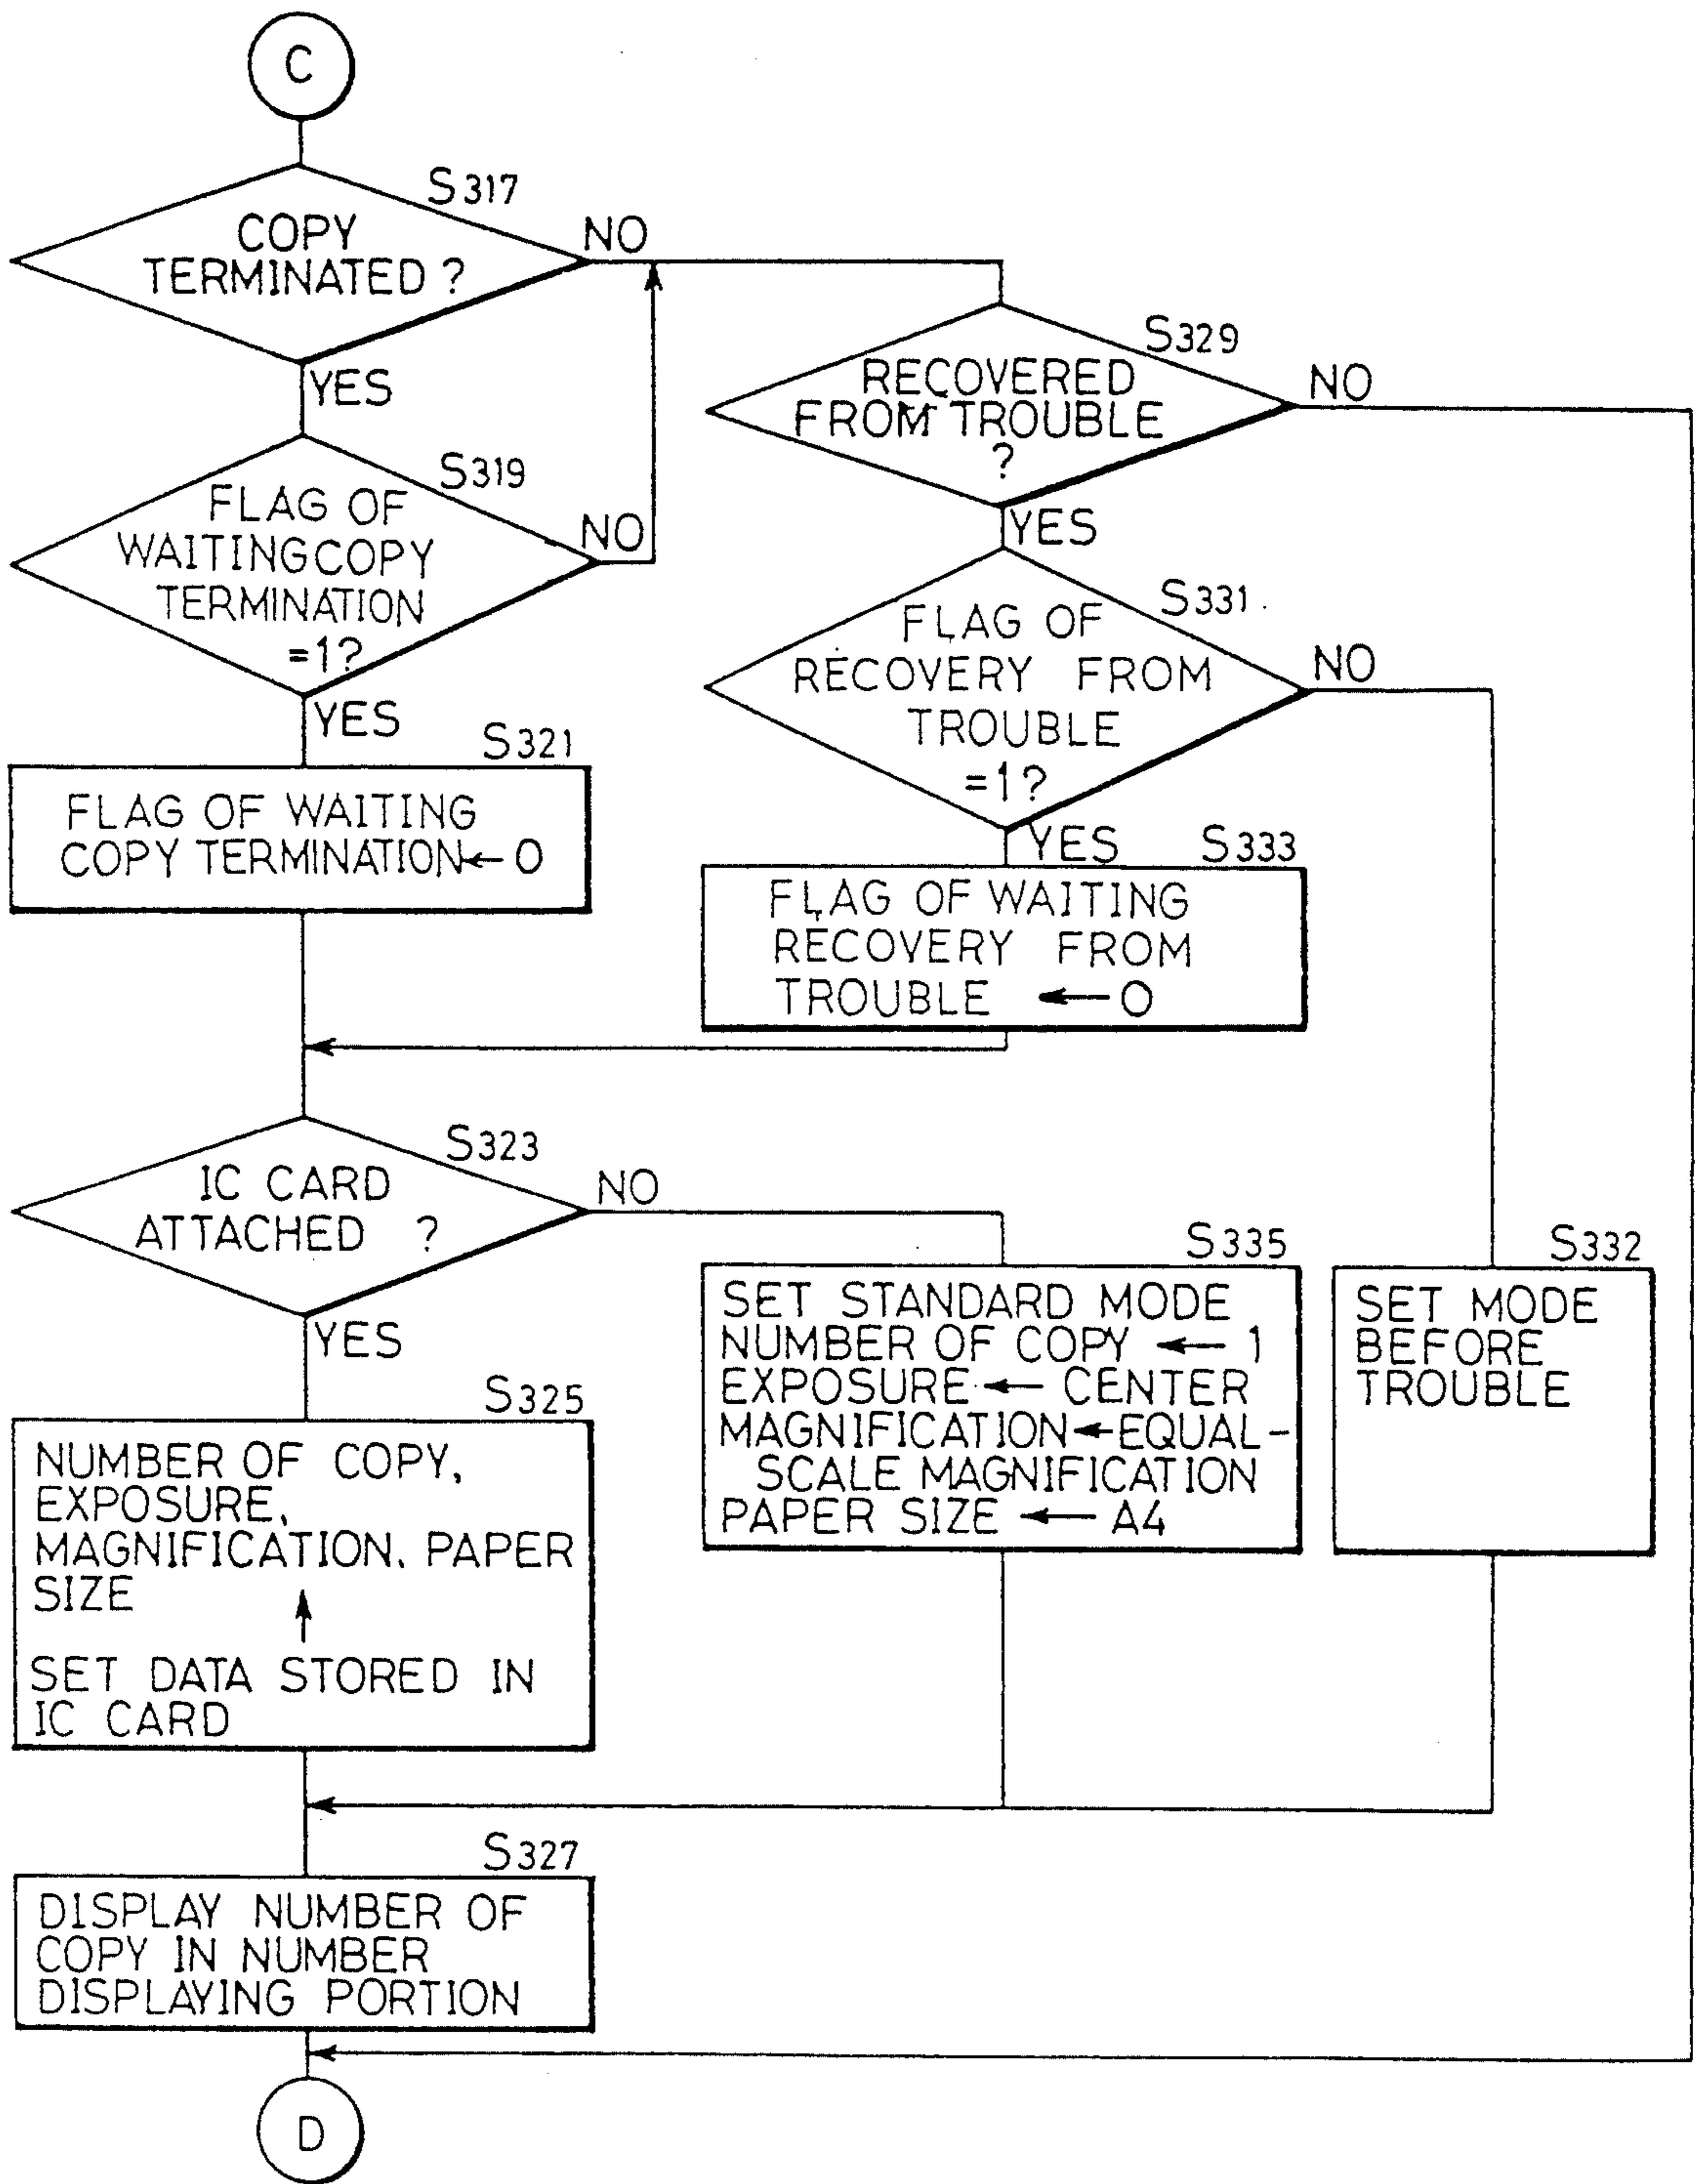 C
S317
COPY
TERMINATED ?
NO
YES
S319
FLAG OF
WAITING COPY
TERMINATION
=1?
NO
YES
S321
FLAG OF WAITING
COPY TERMINATION ← 0
S329
RECOVERED
FROM TROUBLE
?
NO
YES
S331
FLAG OF
RECOVERY FROM
TROUBLE
=1?
NO
YES
S333
FLAG OF WAITING
RECOVERY FROM
TROUBLE ← 0
S323
IC CARD
ATTACHED ?
NO
YES
S335
SET STANDARD MODE
NUMBER OF COPY ← 1
EXPOSURE ← CENTER
MAGNIFICATION ← EQUAL-
SCALE MAGNIFICATION
PAPER SIZE ← A4
S332
SET MODE
BEFORE
TROUBLE
S325
NUMBER OF COPY,
EXPOSURE,
MAGNIFICATION, PAPER
SIZE
↑
SET DATA STORED IN
IC CARD
S327
DISPLAY NUMBER OF
COPY IN NUMBER
DISPLAYING PORTION
D